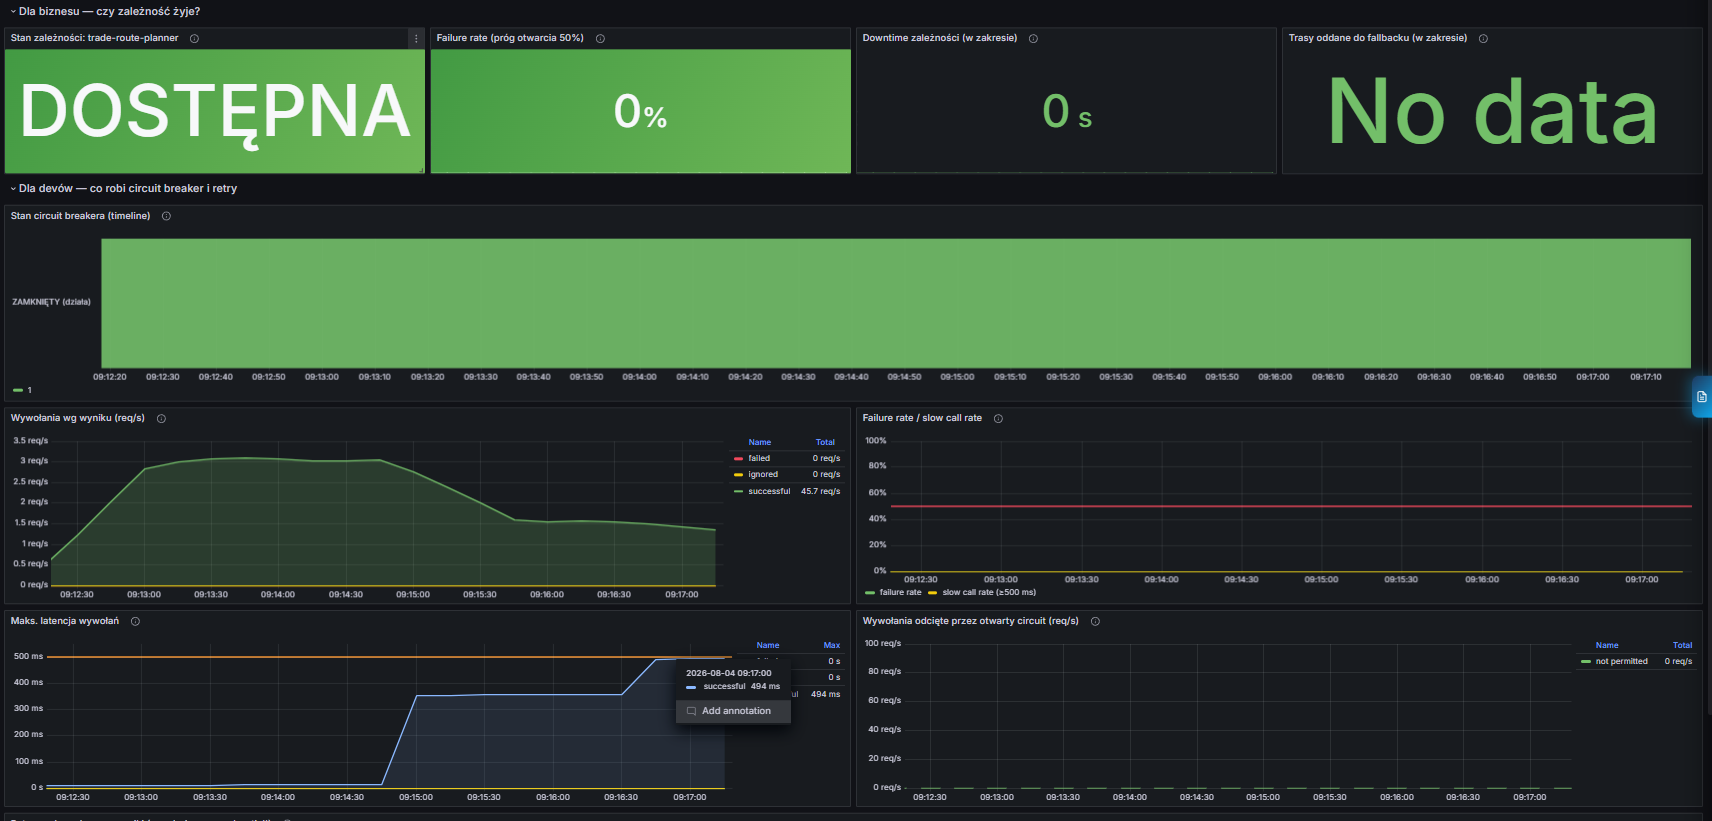 Dla biznesu — czy zależność żyje?
Stan zależności: trade-route-planner
DOSTĘPNA
Failure rate (próg otwarcia 50%)
0%
Downtime zależności (w zakresie)
0 s
Trasy oddane do fallbacku (w zakresie)
No data
Dla devów — co robi circuit breaker i retry
Stan circuit breakera (timeline)
ZAMKNIĘTY (działa)
09:12:20 09:12:30 09:12:40 09:12:50 09:13:00 09:13:10 09:13:20 09:13:30 09:13:40 09:13:50 09:14:00 09:14:10 09:14:20 09:14:30 09:14:40 09:14:50 09:15:00 09:15:10 09:15:20 09:15:30 09:15:40 09:15:50 09:16:00 09:16:10 09:16:20 09:16:30 09:16:40 09:16:50 09:17:00 09:17:10
1
Wywołania wg wyniku (req/s)
3.5 req/s
3 req/s
2.5 req/s
2 req/s
1.5 req/s
1 req/s
0.5 req/s
0 req/s
09:12:30 09:13:00 09:13:30 09:14:00 09:14:30 09:15:00 09:15:30 09:16:00 09:16:30 09:17:00
Name Total
failed 0 req/s
ignored 0 req/s
successful 45.7 req/s
Failure rate / slow call rate
100%
80%
60%
40%
20%
0%
09:12:30 09:13:00 09:13:30 09:14:00 09:14:30 09:15:00 09:15:30 09:16:00 09:16:30 09:17:00
failure rate slow call rate (≥500 ms)
Maks. latencja wywołań
500 ms
400 ms
300 ms
200 ms
100 ms
0 s
09:12:30 09:13:00 09:13:30 09:14:00 09:14:30 09:15:00 09:15:30 09:16:00 09:16:30 09:17:00
Name Max
0 s
0 s
ul 494 ms
2026-08-04 09:17:00
successful 494 ms
Add annotation
Wywołania odcięte przez otwarty circuit (req/s)
100 req/s
80 req/s
60 req/s
40 req/s
20 req/s
0 req/s
09:12:30 09:13:00 09:13:30 09:14:00 09:14:30 09:15:00 09:15:30 09:16:00 09:16:30 09:17:00
Name Total
not permitted 0 req/s